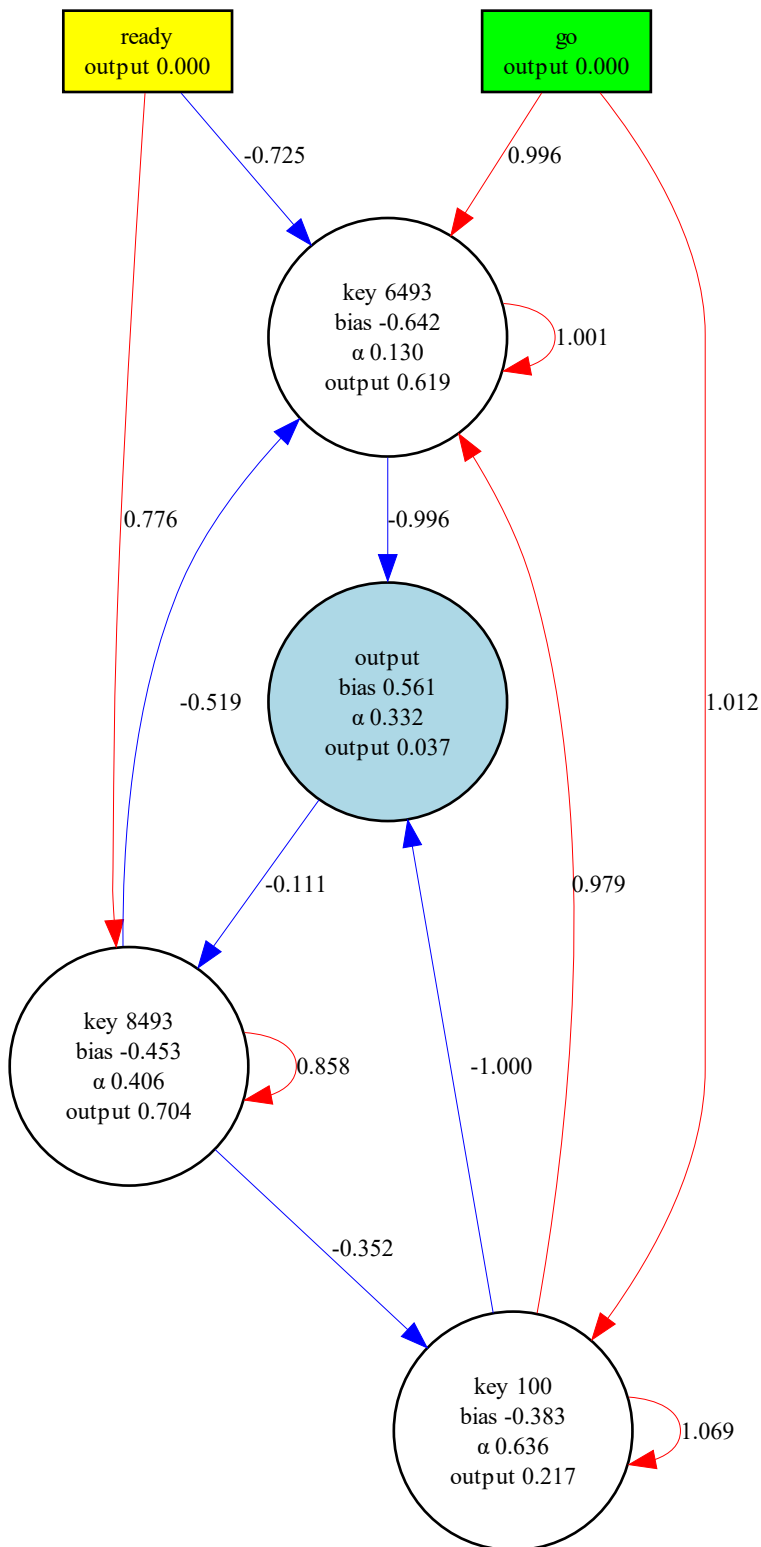 ready
output 0.000
go
output 0.000
-0.725
0.996
key 6493
bias -0.642
α 0.130
output 0.619
1.001
0.776
-0.996
output
bias 0.561
α 0.332
output 0.037
-0.519
1.012
-0.111
0.979
key 8493
bias -0.453
α 0.406
output 0.704
0.858
-1.000
-0.352
key 100
bias -0.383
α 0.636
output 0.217
1.069